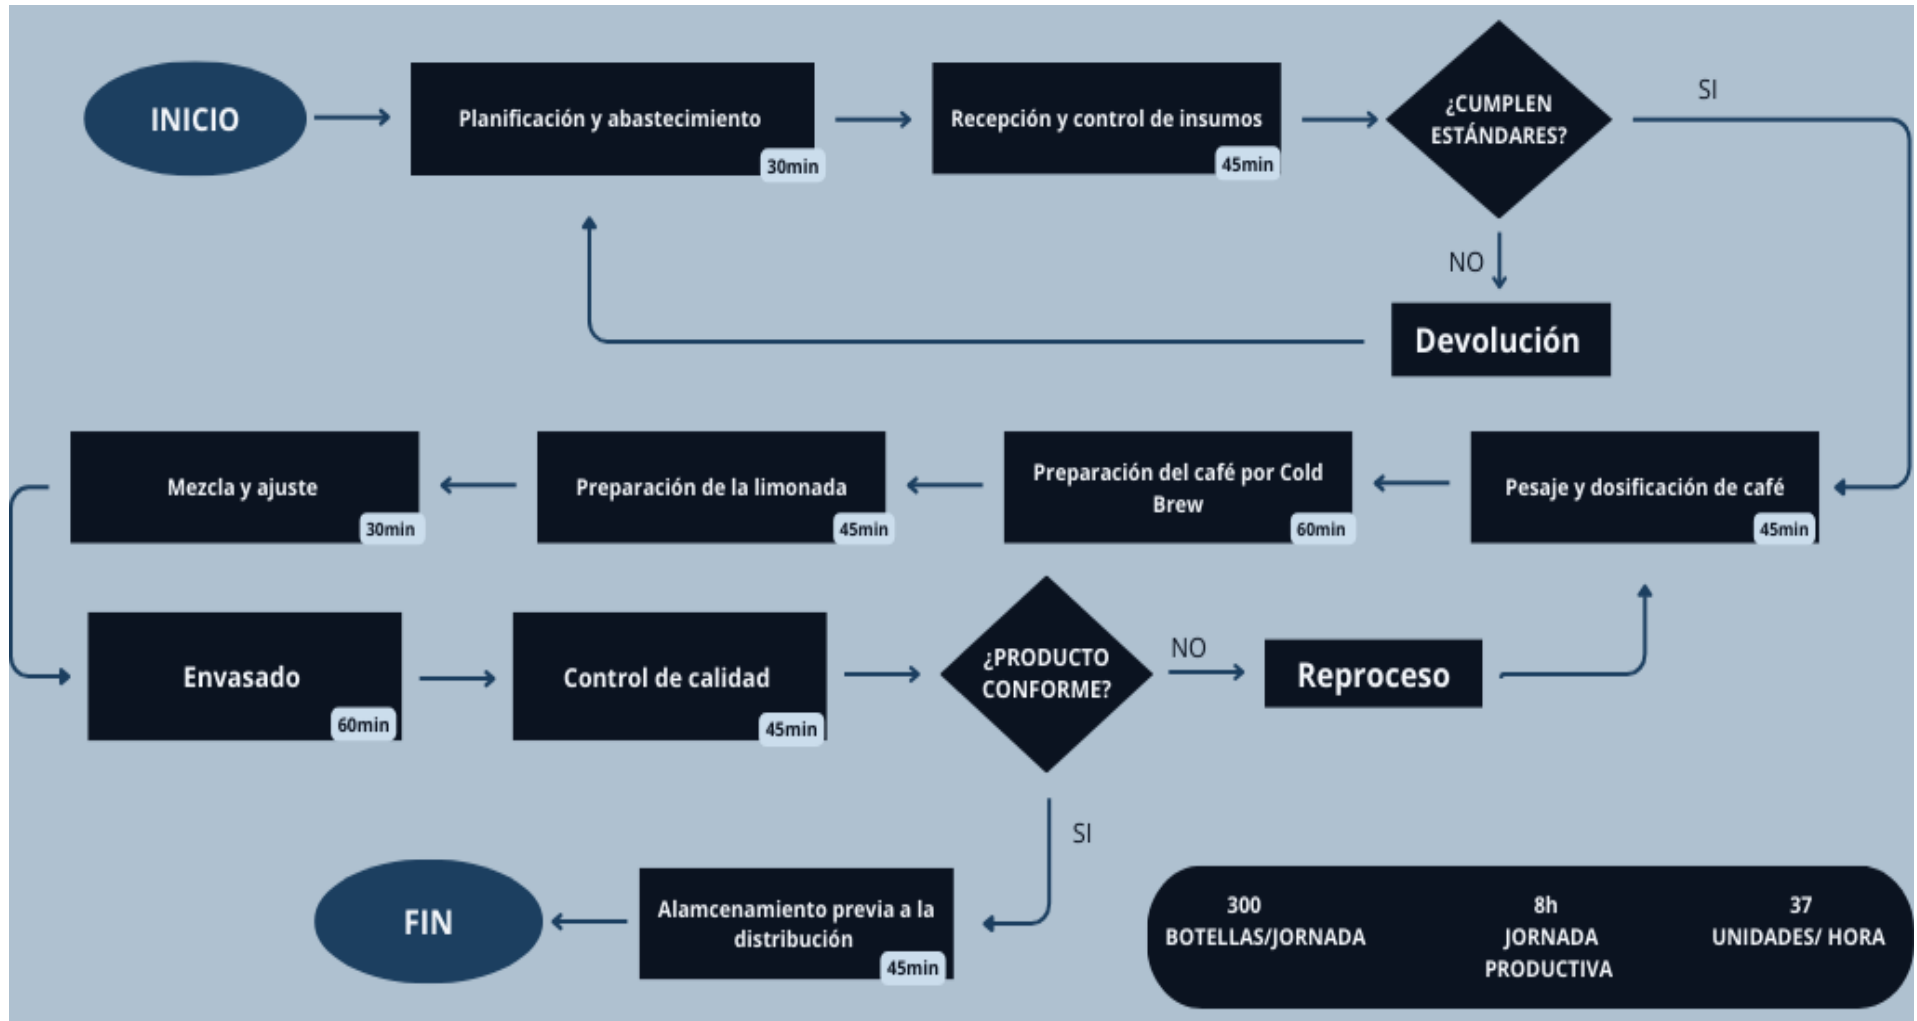 INICIO
Planificación y abastecimiento
30min
Recepción y control de insumos
45min
¿CUMPLEN
ESTÁNDARES?
SI
NO
Devolución
Pesaje y dosificación de café
45min
Preparación del café por Cold
Brew
60min
Preparación de la limonada
45min
Mezcla y ajuste
30min
Envasado
60min
Control de calidad
45min
¿PRODUCTO
CONFORME?
NO
Reproceso
SI
Alamcenamiento previa a la
distribución
45min
FIN
300
BOTELLAS/JORNADA
8h
JORNADA
PRODUCTIVA
37
UNIDADES/ HORA